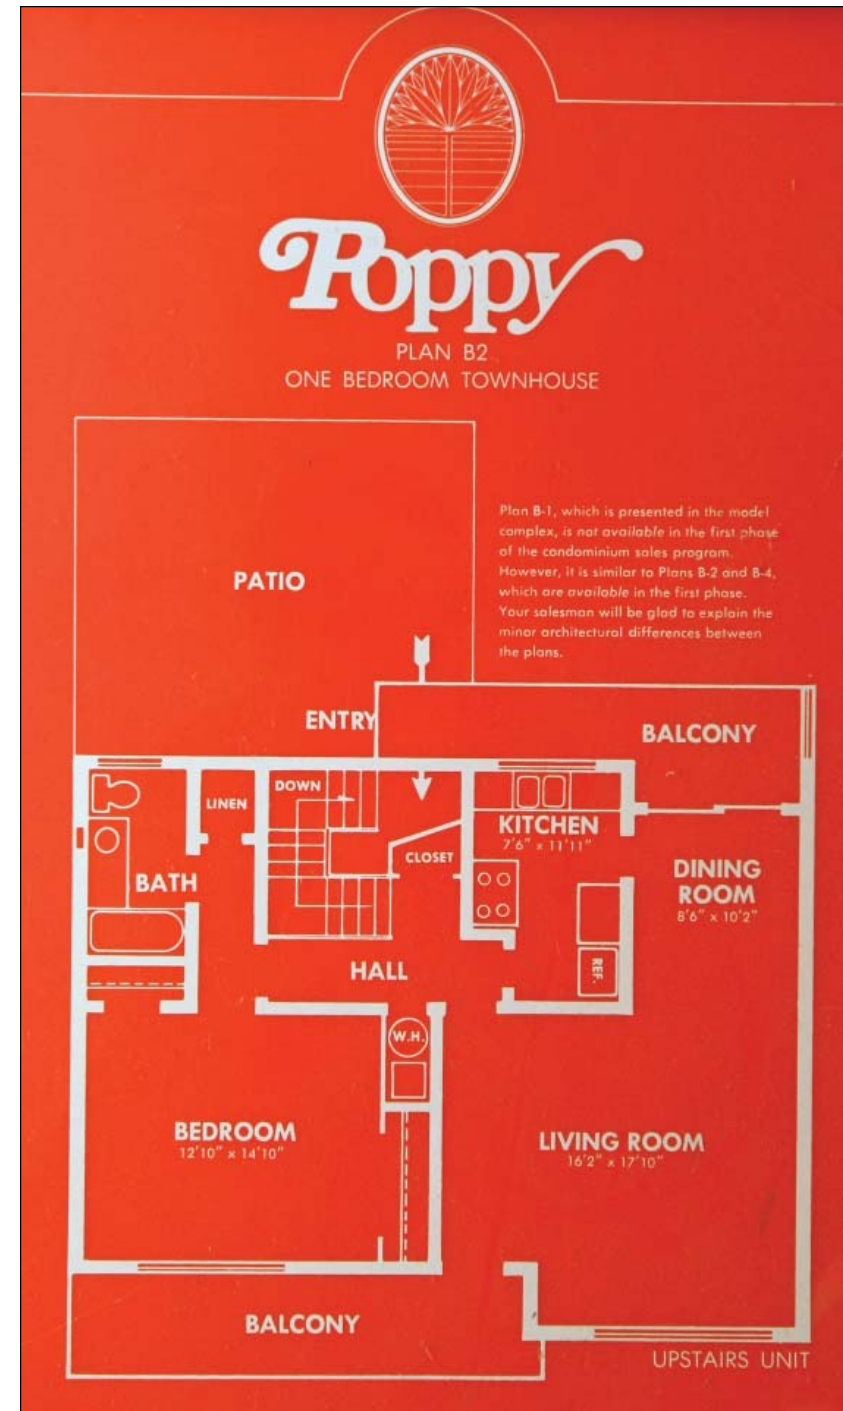 Poppy
PLAN B2
ONE BEDROOM TOWNHOUSE
Plan B-1, which is presented in the model
complex, is not available in the first phase
of the condominium sales program.
However, it is similar to Plans B-2 and B-4,
which are available in the first phase.
Your salesman will be glad to explain the
minor architectural differences between
the plans.
PATIO
ENTRY
BALCONY
DOWN
LINEN
KITCHEN
7'6" x 11'11"
CLOSET
DINING
ROOM
8'6" x 10'2"
BATH
HALL
REF.
W.H.
BEDROOM
12'10" x 14'10"
LIVING ROOM
16'2" x 17'10"
BALCONY
UPSTAIRS UNIT